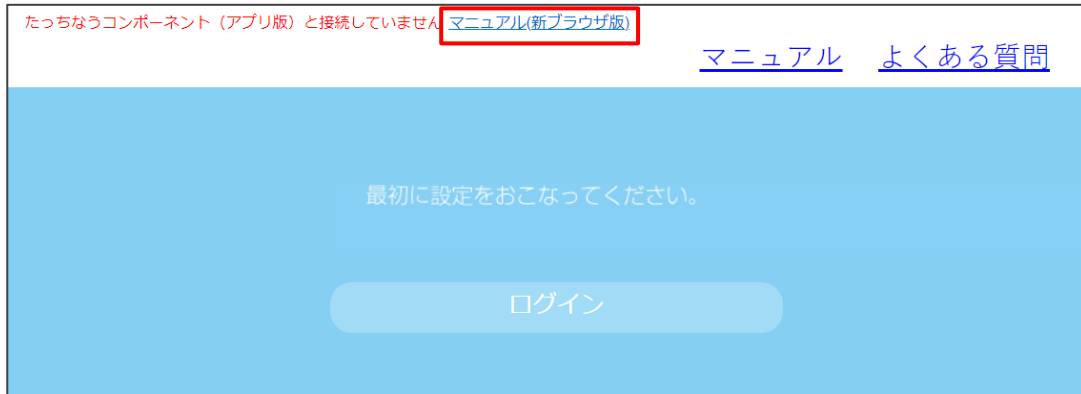 たっちなうコンポーネント（アプリ版）と接続していません マニュアル(新ブラウザ版)
マニュアル よくある質問
最初に設定をおこなってください。
ログイン